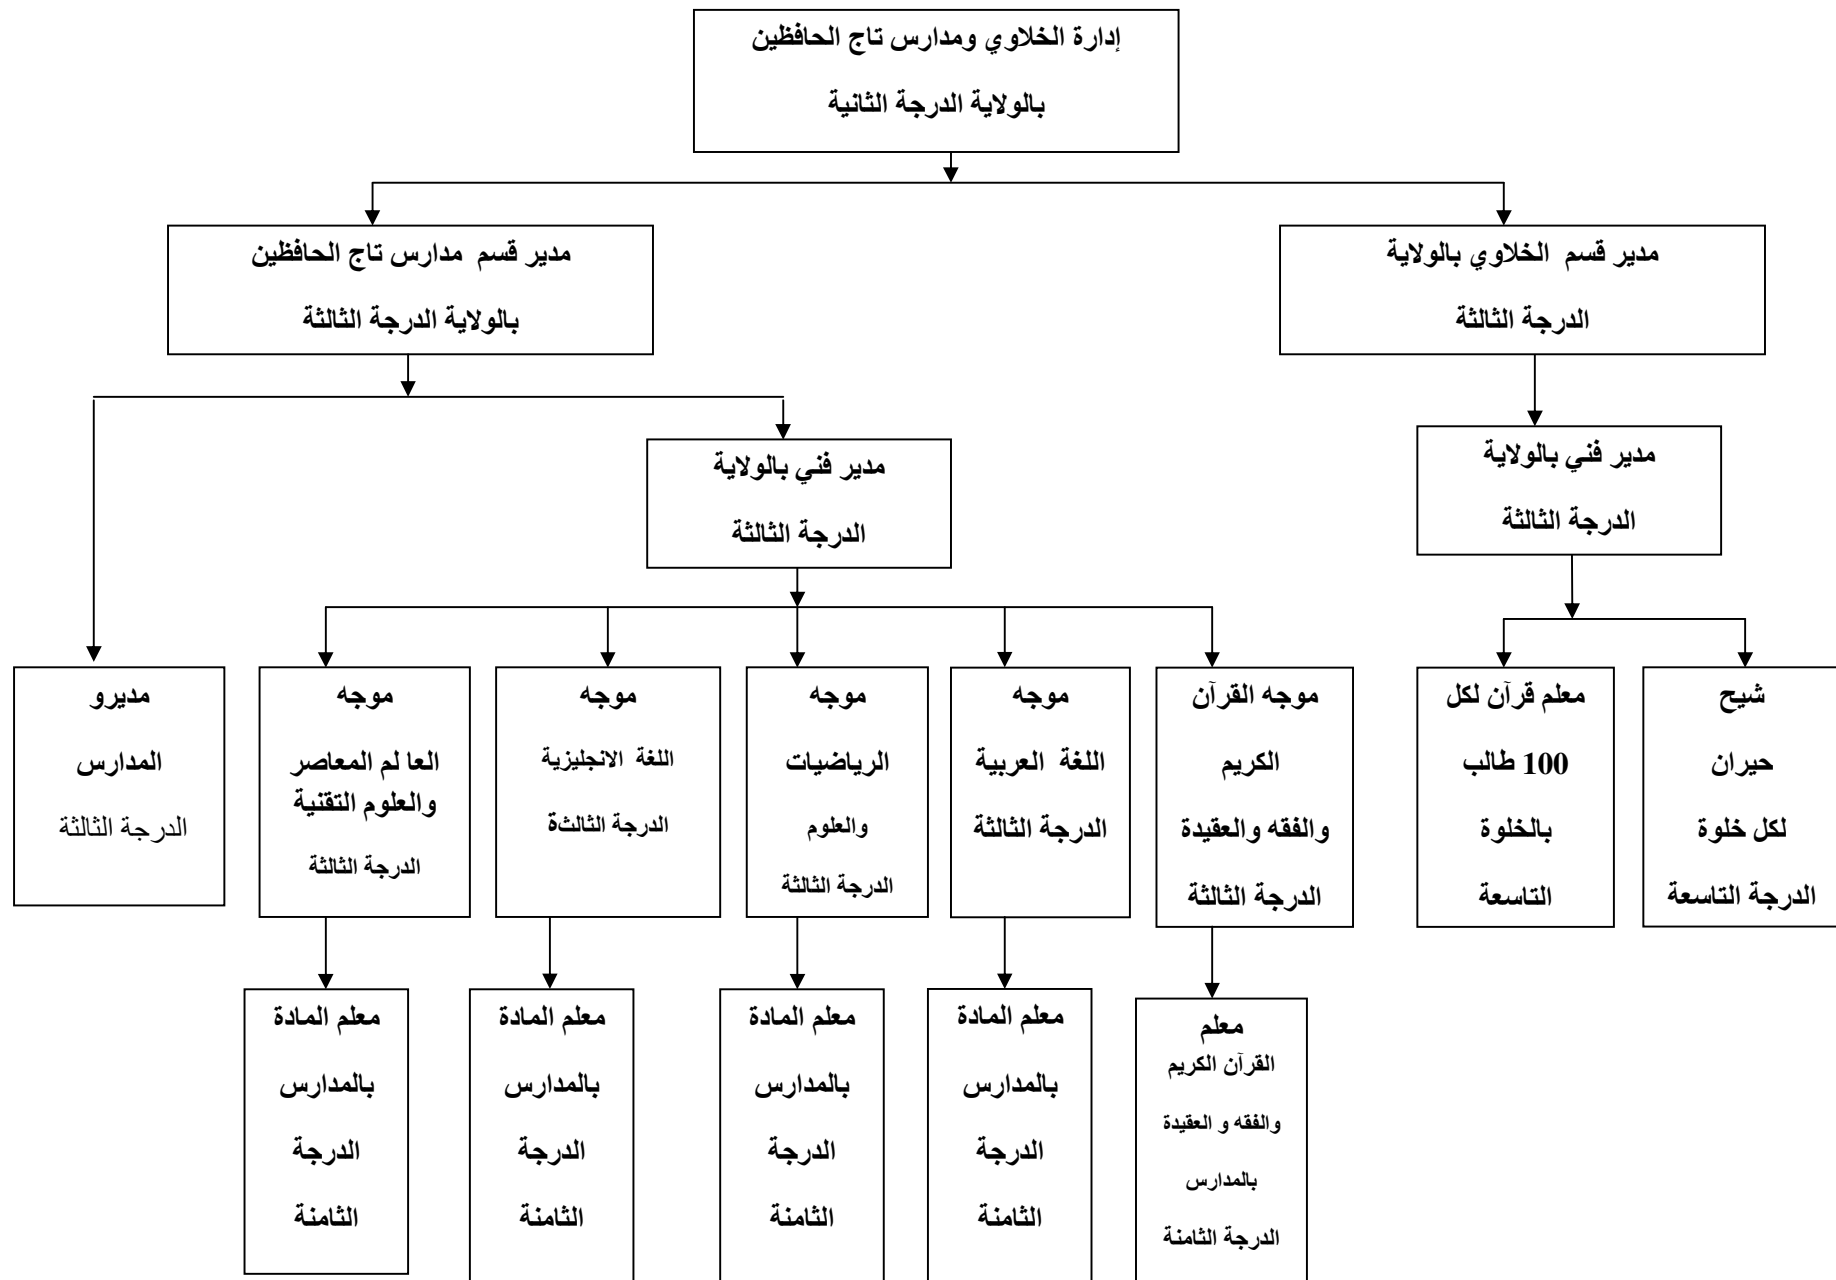 إدارة الخلاوي ومدارس تاج الحافظين
بالولاية الدرجة الثانية
مدير قسم الخلاوي بالولاية
الدرجة الثالثة
مدير قسم مدارس تاج الحافظين
بالولاية الدرجة الثالثة
مدير فني بالولاية
الدرجة الثالثة
مدير فني بالولاية
الدرجة الثالثة
شيح
حيران
لكل خلوة
الدرجة التاسعة
معلم قرآن لكل
100 طالب
بالخلوة
التاسعة
موجه القرآن
الكريم
والفقه والعقيدة
الدرجة الثالثة
موجه
اللغة العربية
الدرجة الثالثة
موجه
الرياضيات
والعلوم
الدرجة الثالثة
موجه
اللغة الانجليزية
الدرجة الثالثة
موجه
العا لم المعاصر
والعلوم التقنية
الدرجة الثالثة
مديرو
المدارس
الدرجة الثالثة
معلم
القرآن الكريم
والفقه و العقيدة
بالمدارس
الدرجة الثامنة
معلم المادة
بالمدارس
الدرجة
الثامنة
معلم المادة
بالمدارس
الدرجة
الثامنة
معلم المادة
بالمدارس
الدرجة
الثامنة
معلم المادة
بالمدارس
الدرجة
الثامنة